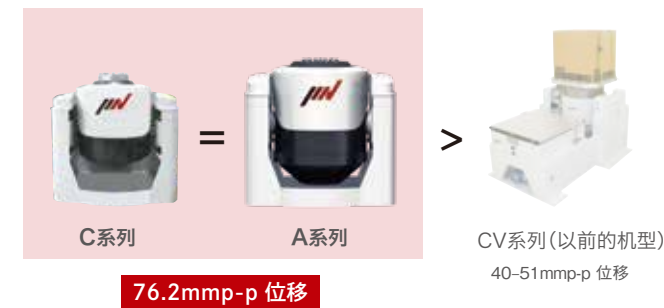 =
>
C系列
A系列
CV系列(以前的机型)
40–51mmp-p 位移
76.2mmp-p 位移